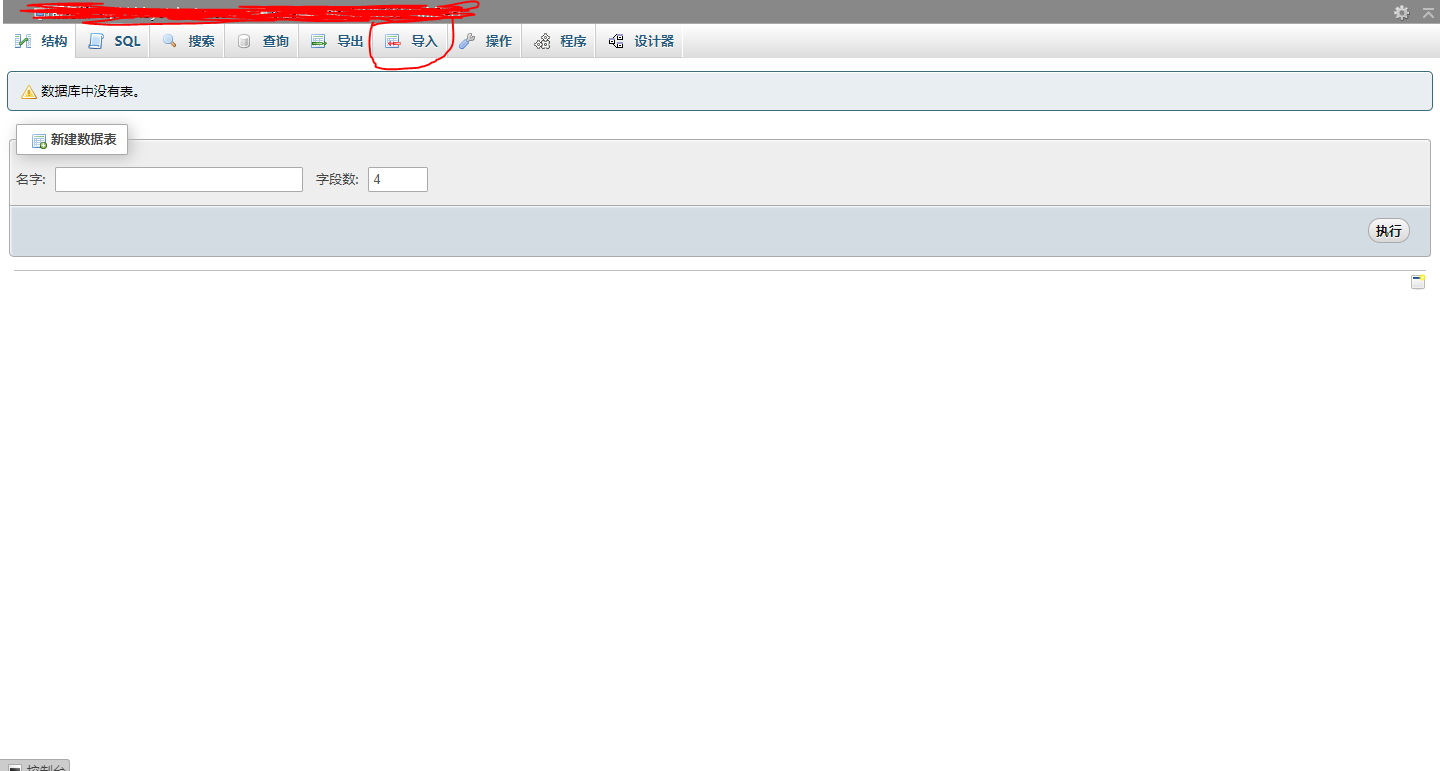 结构 SQL 搜索 查询 导出 导入 操作 程序 设计器
数据库中没有表。
新建数据表
名字: 字段数: 4
执行
控制台